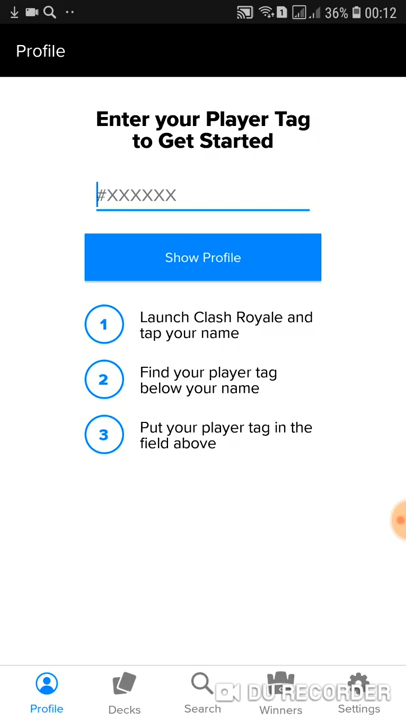 36% 00:12
Profile
Enter your Player Tag
to Get Started
#XXXXXX
Show Profile
1 Launch Clash Royale and
tap your name
2 Find your player tag
below your name
3 Put your player tag in the
field above
DU RECORDER
Profile Decks Search Winners Settings